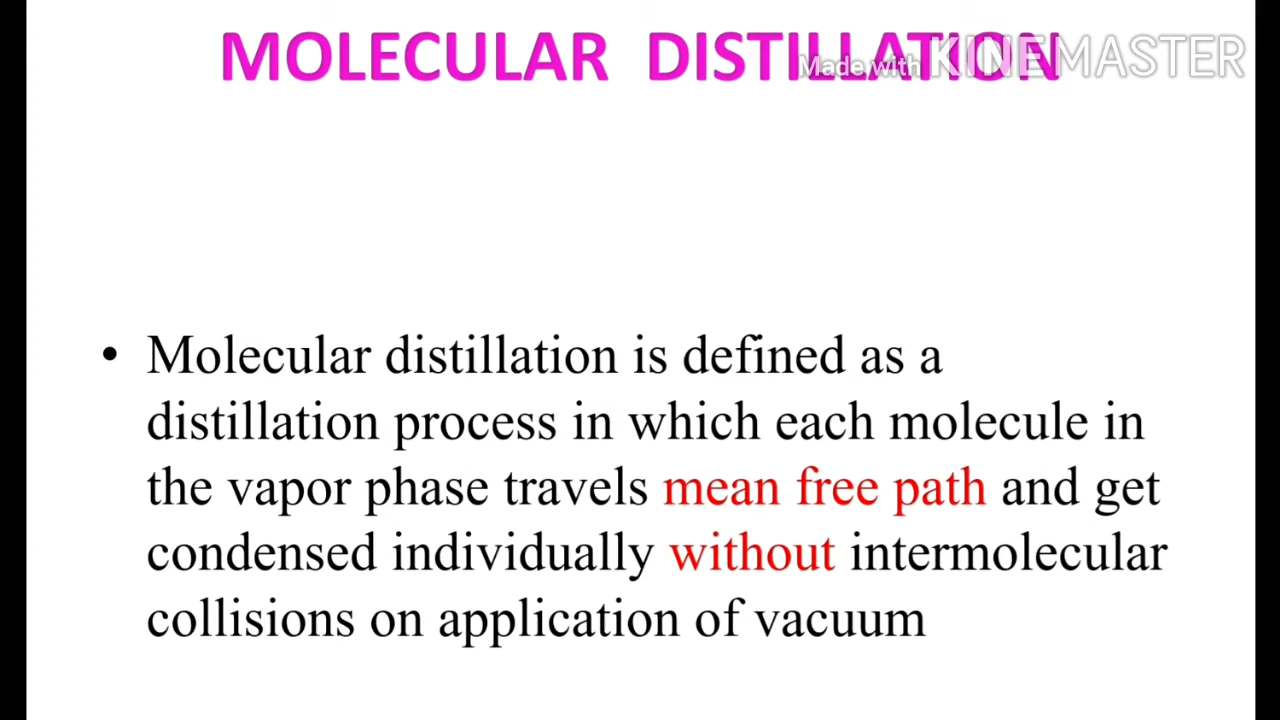 MOLECULAR DISTILLATION
Made with KINEMASTER
• Molecular distillation is defined as a
distillation process in which each molecule in
the vapor phase travels mean free path and get
condensed individually without intermolecular
collisions on application of vacuum